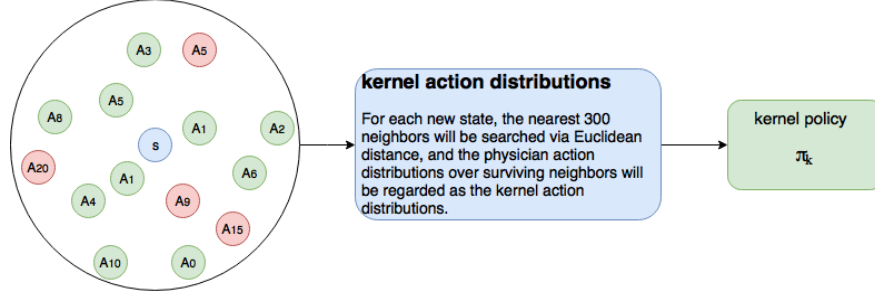 A3
A5
A5
A8
A1
A2
s
A20
A1
A6
A4
A9
A15
A10
A0
kernel action distributions
For each new state, the nearest 300
neighbors will be searched via Euclidean
distance, and the physician action
distributions over surviving neighbors will
be regarded as the kernel action
distributions.
kernel policy
πk